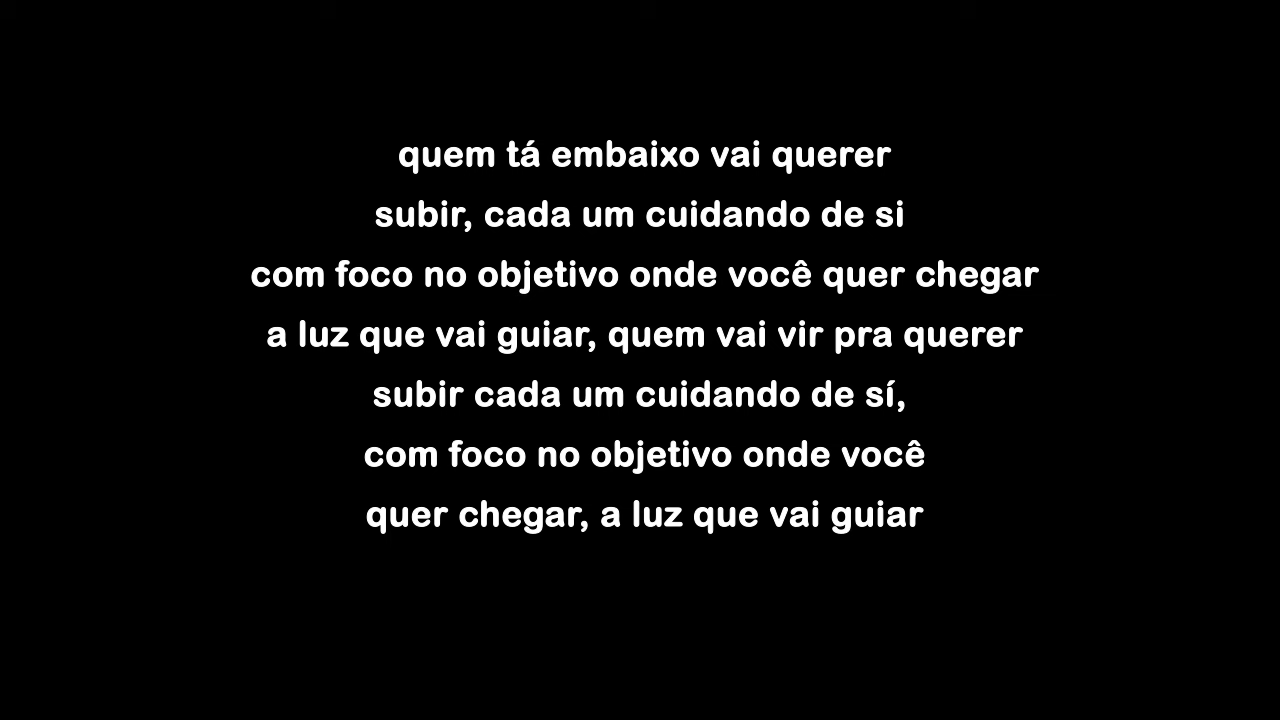 quem tá embaixo vai querer
subir, cada um cuidando de si
com foco no objetivo onde você quer chegar
a luz que vai guiar, quem vai vir pra querer
subir cada um cuidando de sí,
com foco no objetivo onde você
quer chegar, a luz que vai guiar